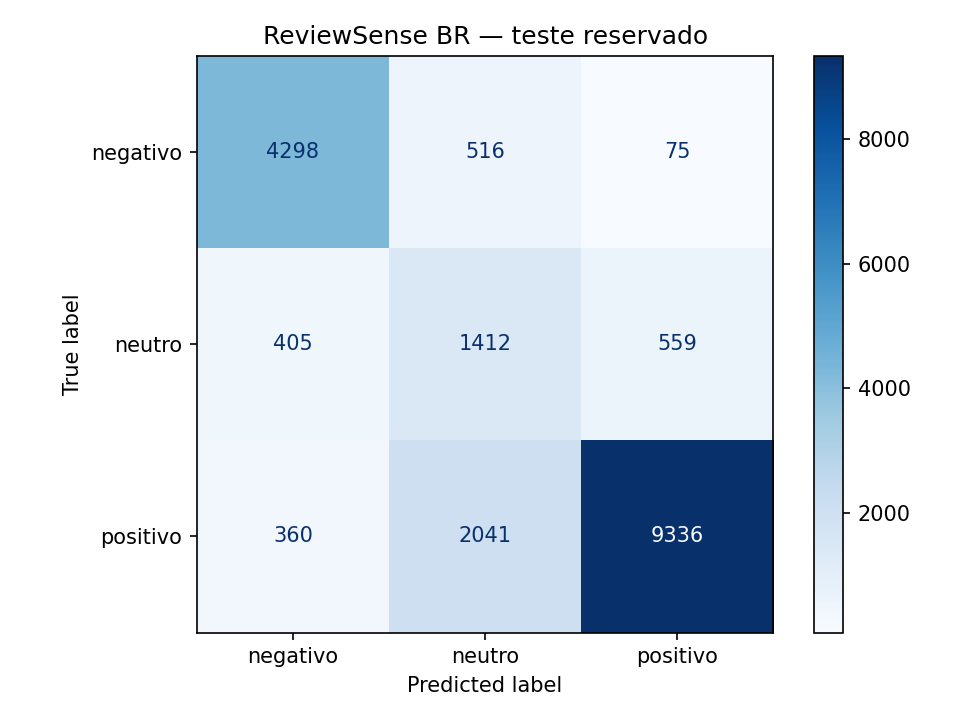 ReviewSense BR — teste reservado
negativo 4298 516 75
neutro 405 1412 559
positivo 360 2041 9336
negativo neutro positivo
Predicted label
True label
8000
6000
4000
2000